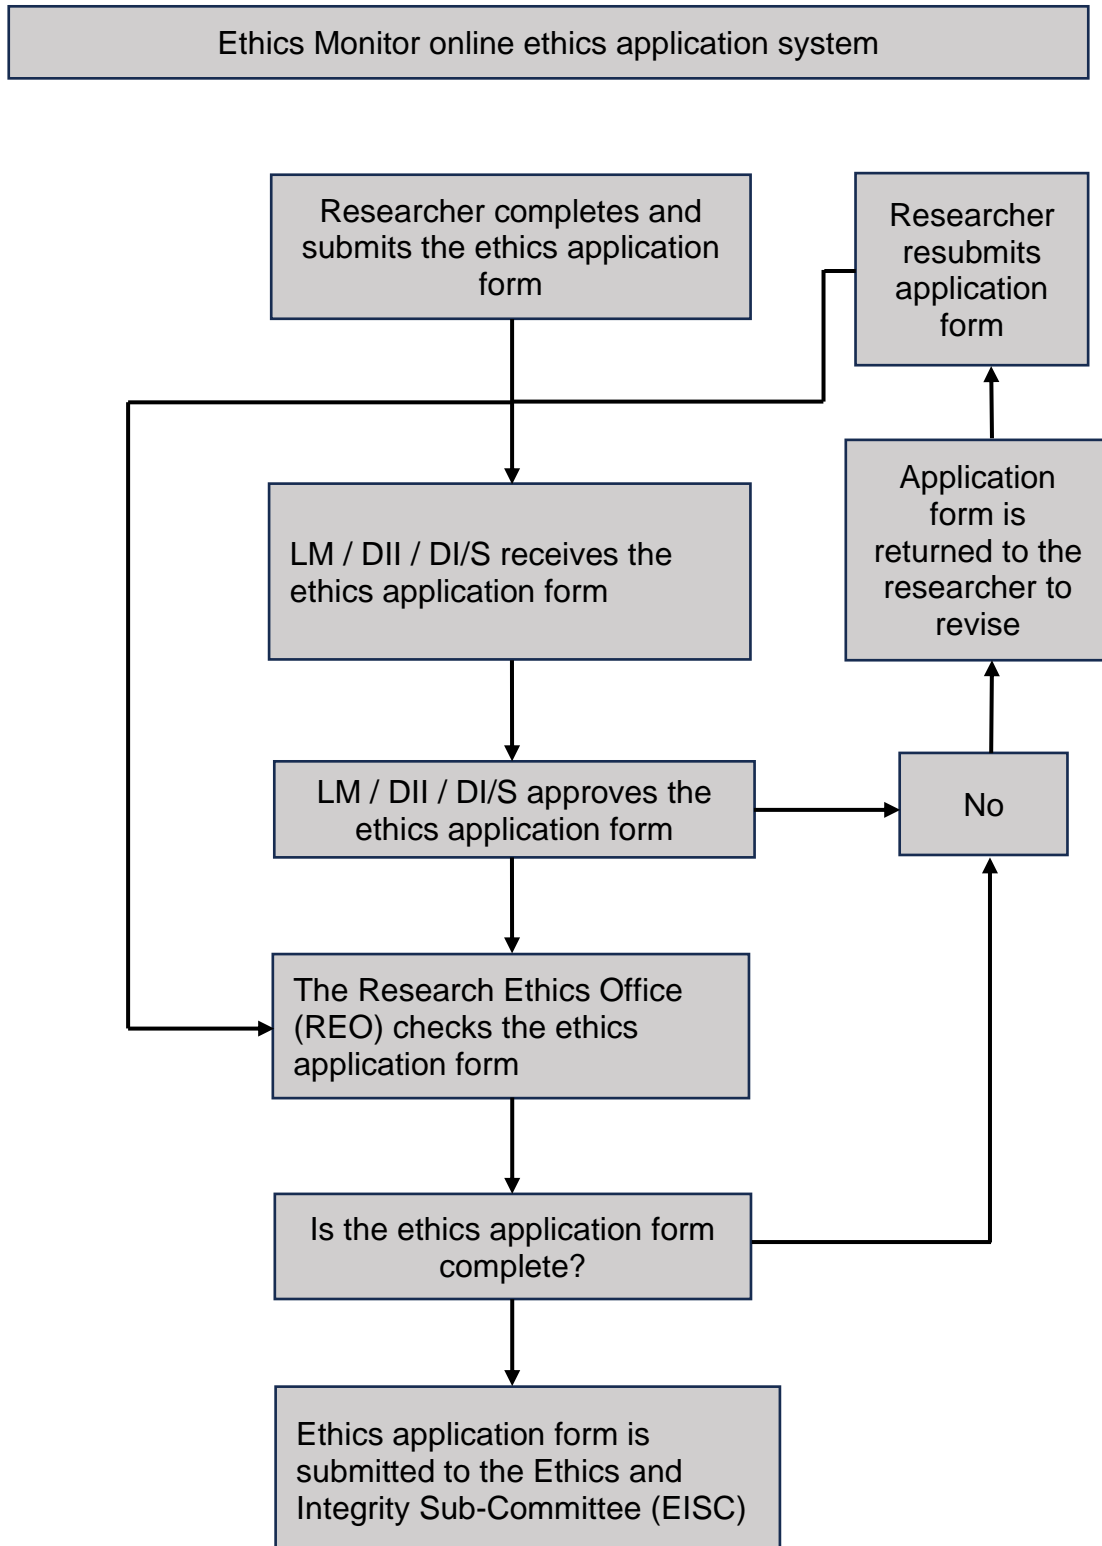 Ethics Monitor online ethics application system
Researcher completes and
submits the ethics application
form
Researcher
resubmits
application
form
LM / DII / DI/S receives the
ethics application form
Application
form is
returned to the
researcher to
revise
LM / DII / DI/S approves the
ethics application form
No
The Research Ethics Office
(REO) checks the ethics
application form
Is the ethics application form
complete?
Ethics application form is
submitted to the Ethics and
Integrity Sub-Committee (EISC)